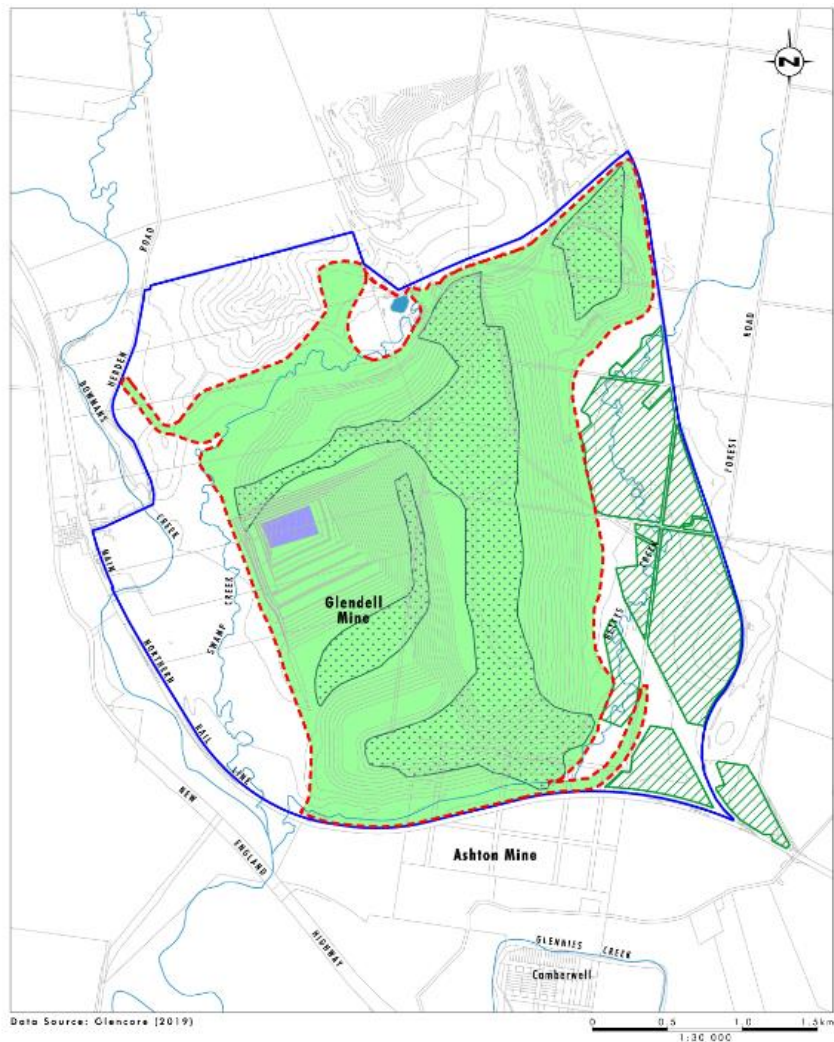 N
ROAD
HEBDEN
BOWMANS
CREEK
ROAD
FOREST
MAIN
NORTHERN
RAIL
LINE
SWAMP CREEK
Glendell
Mine
BETTYS CREEK
NEW
ENGLAND
HIGHWAY
Ashton Mine
GLENNIES CREEK
Camberwell
Data Source: Glencore (2019)
0 0.5 1.0 1.5km
1:30 000